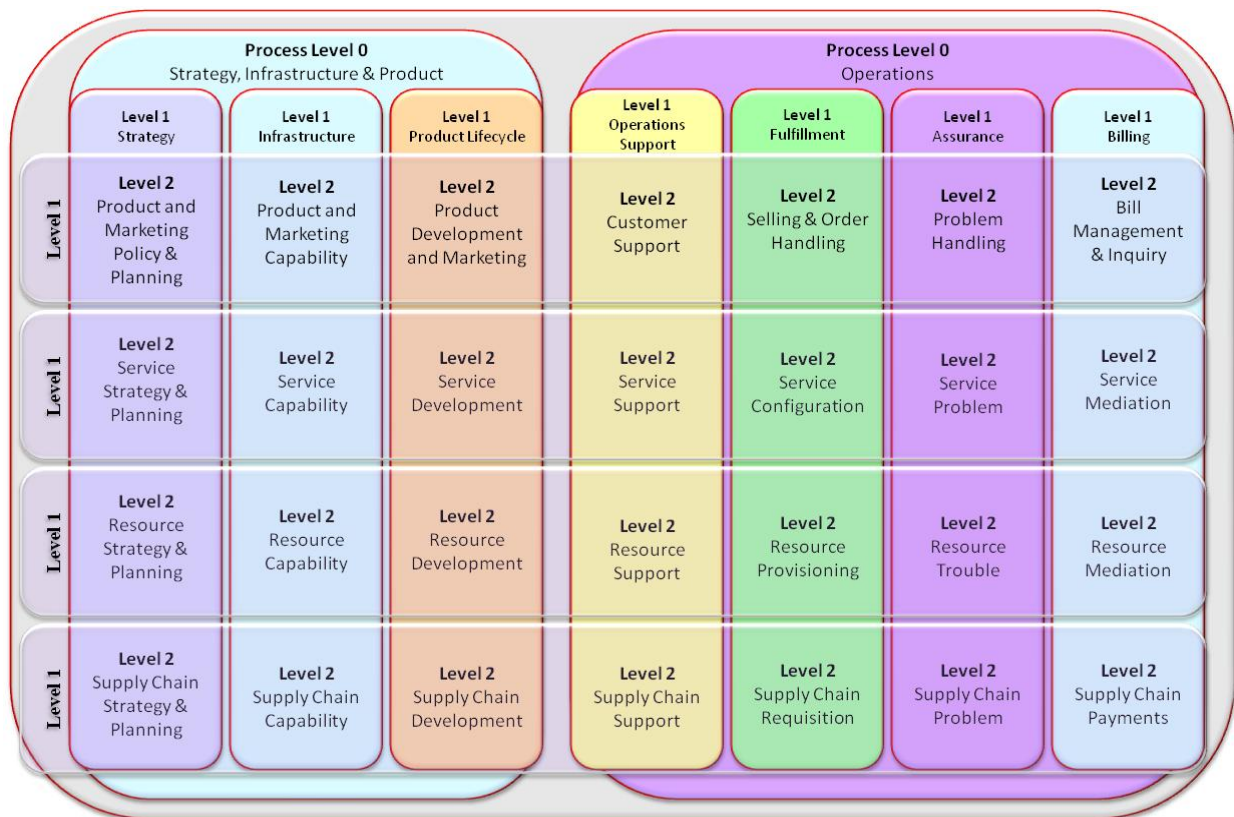 Process Level 0
Strategy, Infrastructure & Product
Process Level 0
Operations
Level 1
Strategy
Level 1
Infrastructure
Level 1
Product Lifecycle
Level 1
Operations
Support
Level 1
Fulfillment
Level 1
Assurance
Level 1
Billing
Level 1
Level 2
Product and
Marketing
Policy &
Planning
Level 2
Product and
Marketing
Capability
Level 2
Product
Development
and Marketing
Level 2
Customer
Support
Level 2
Selling & Order
Handling
Level 2
Problem
Handling
Level 2
Bill
Management
& Inquiry
Level 1
Level 2
Service
Strategy &
Planning
Level 2
Service
Capability
Level 2
Service
Development
Level 2
Service
Support
Level 2
Service
Configuration
Level 2
Service
Problem
Level 2
Service
Mediation
Level 1
Level 2
Resource
Strategy &
Planning
Level 2
Resource
Capability
Level 2
Resource
Development
Level 2
Resource
Support
Level 2
Resource
Provisioning
Level 2
Resource
Trouble
Level 2
Resource
Mediation
Level 1
Level 2
Supply Chain
Strategy &
Planning
Level 2
Supply Chain
Capability
Level 2
Supply Chain
Development
Level 2
Supply Chain
Support
Level 2
Supply Chain
Requisition
Level 2
Supply Chain
Problem
Level 2
Supply Chain
Payments